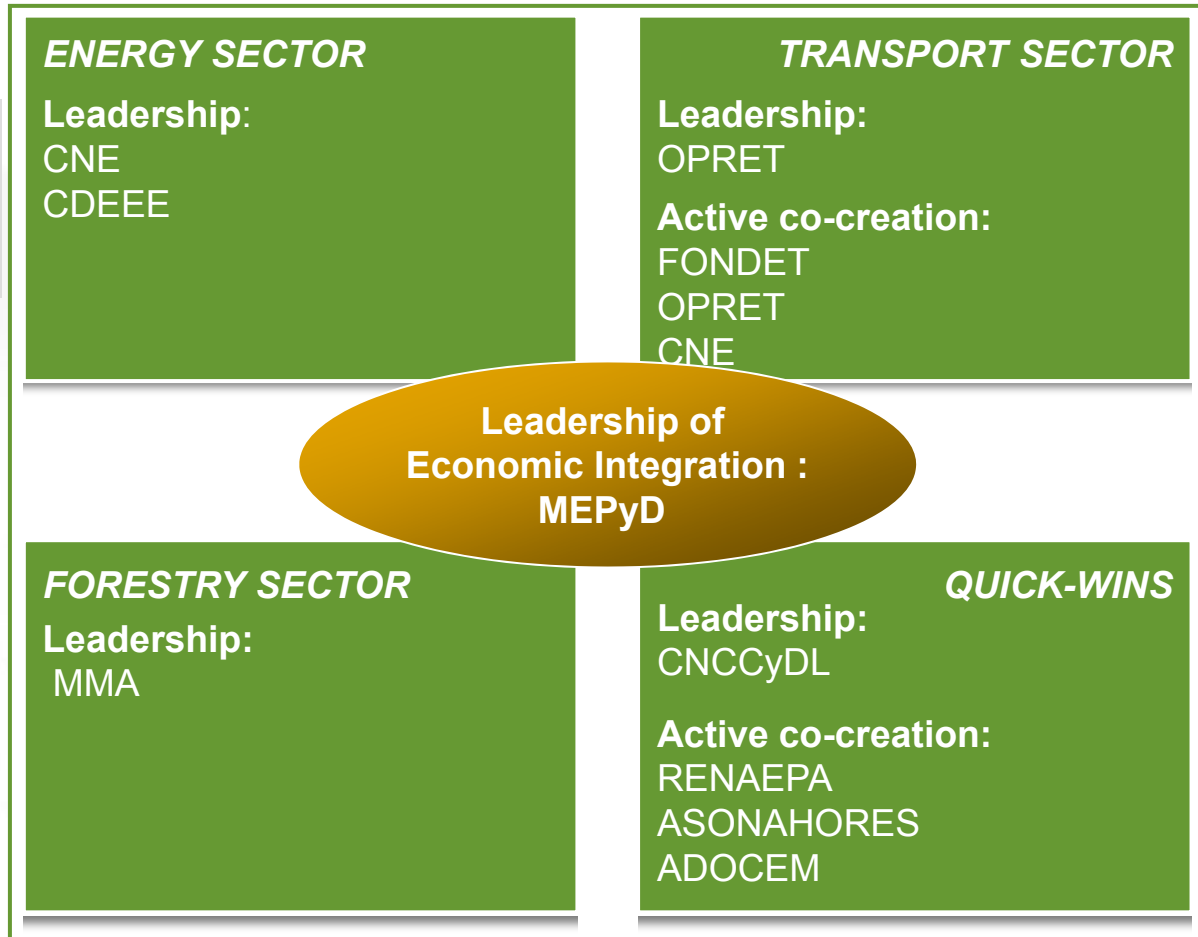 ENERGY SECTOR
Leadership:
CNE
CDEEE
TRANSPORT SECTOR
Leadership:
OPRET
Active co-creation:
FONDET
OPRET
CNE
Leadership of
Economic Integration :
MEPyD
FORESTRY SECTOR
Leadership:
MMA
QUICK-WINS
Leadership:
CNCCyDL
Active co-creation:
RENAEPA
ASONAHORES
ADOCEM